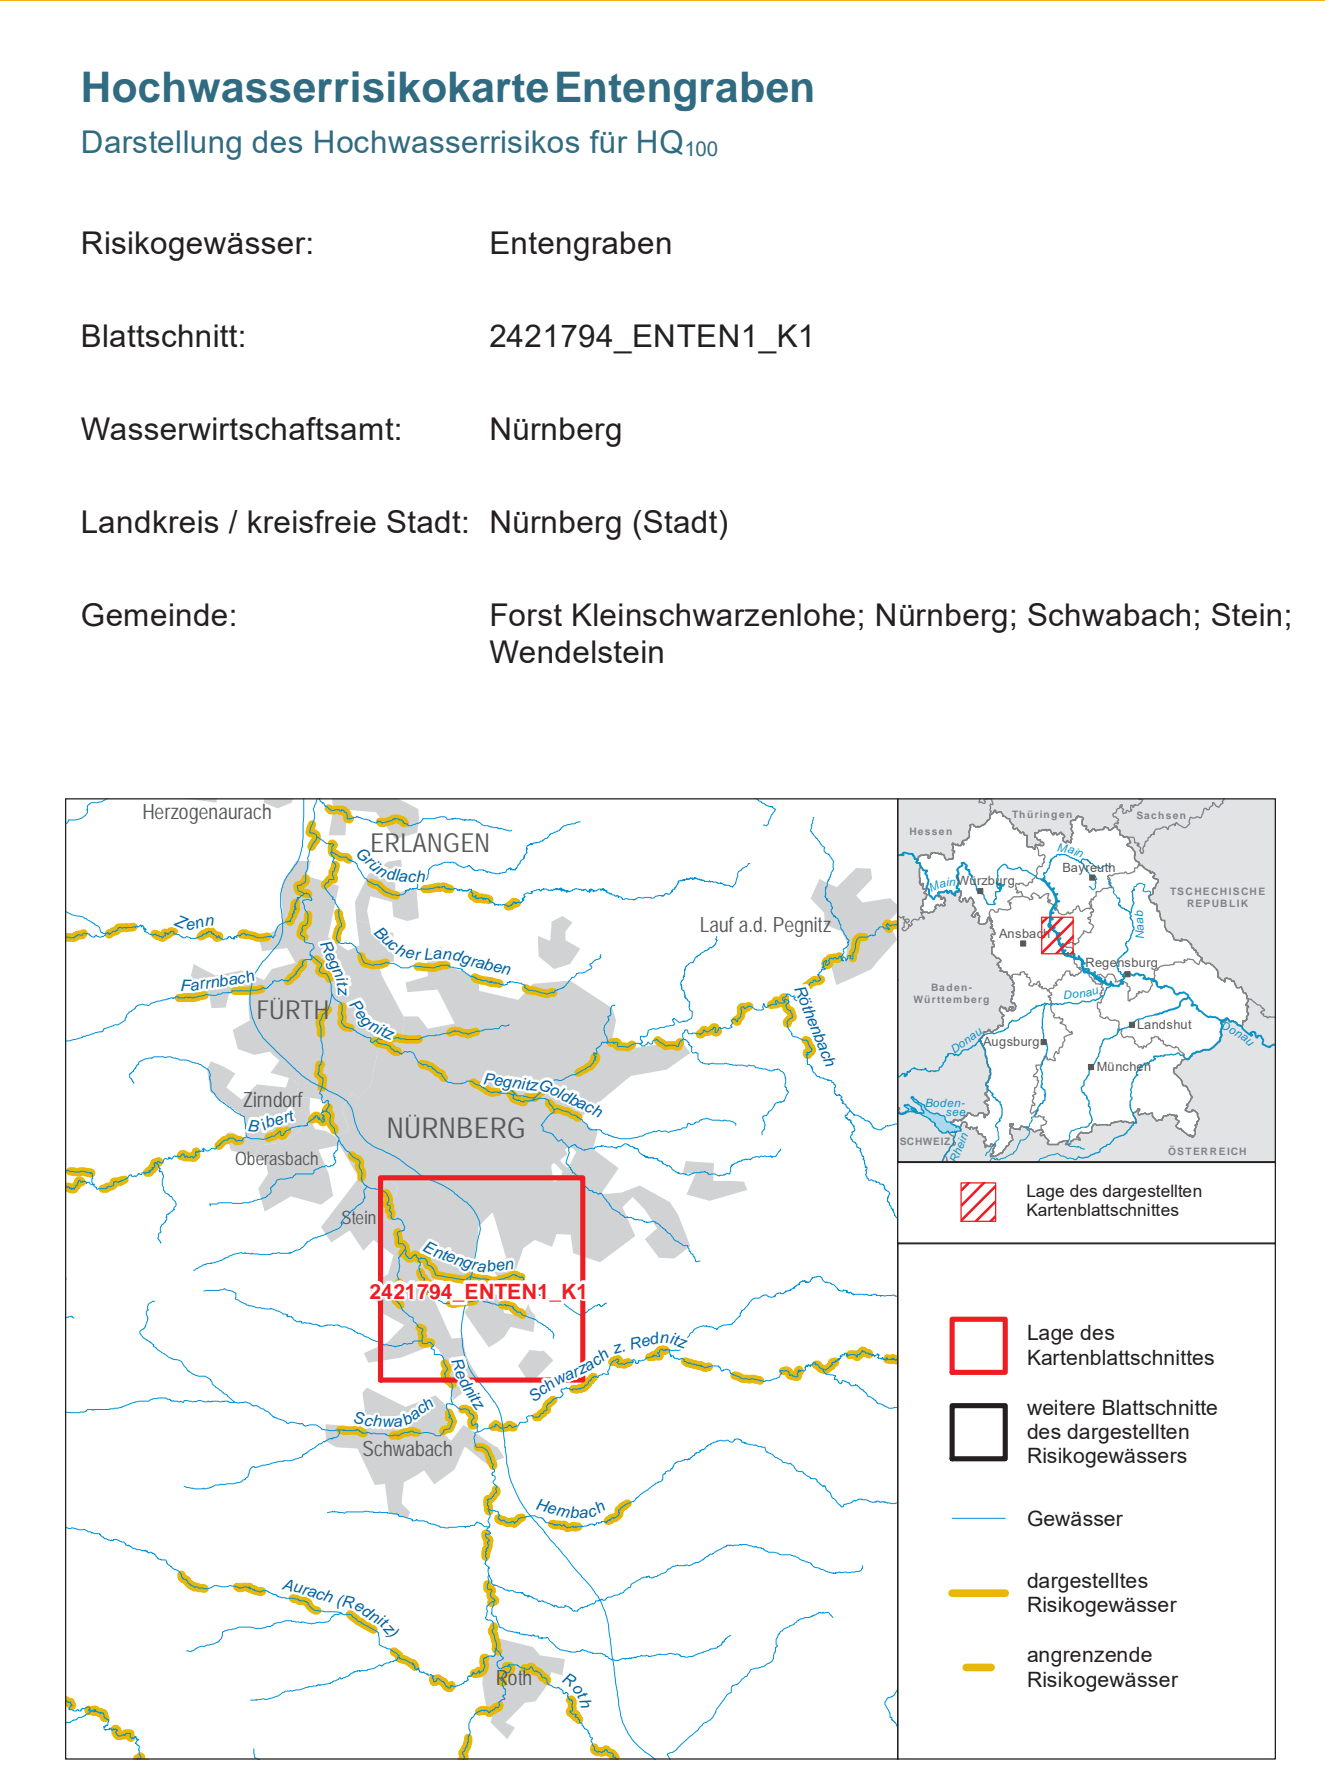 Hochwasserrisikokarte Entengraben
Darstellung des Hochwasserrisikos für HQ100
Risikogewässer: Entengraben
Blattschnitt: 2421794_ENTEN1_K1
Wasserwirtschaftsamt: Nürnberg
Landkreis / kreisfreie Stadt: Nürnberg (Stadt)
Gemeinde: Forst Kleinschwarzenlohe; Nürnberg; Schwabach; Stein;
Wendelstein
Herzogenaurach
ERLANGEN
Gründlach
Zenn
Lauf a.d. Pegnitz
Bucher Landgraben
Regnitz
Farrnbach
FÜRTH
Pegnitz
Röthenbach
Pegnitz
Goldbach
Zirndorf
Bibert
NÜRNBERG
Oberasbach
Stein
Entengraben
2421794_ENTEN1_K1
Rednitz
Schwarzach z. Rednitz
Schwabach
Schwabach
Hembach
Aurach (Rednitz)
Roth
Roth
Thüringen
Sachsen
Hessen
Main
Bayreuth
Main
Würzburg
TSCHECHISCHE
REPUBLIK
Naab
Ansbach
Regensburg
Baden-
Württemberg
Donau
Landshut
Donau
Donau
Augsburg
München
Boden-
see
SCHWEIZ
Rhein
ÖSTERREICH
Lage des dargestellten
Kartenblattschnittes
Lage des
Kartenblattschnittes
weitere Blattschnitte
des dargestellten
Risikogewässers
Gewässer
dargestelltes
Risikogewässer
angrenzende
Risikogewässer